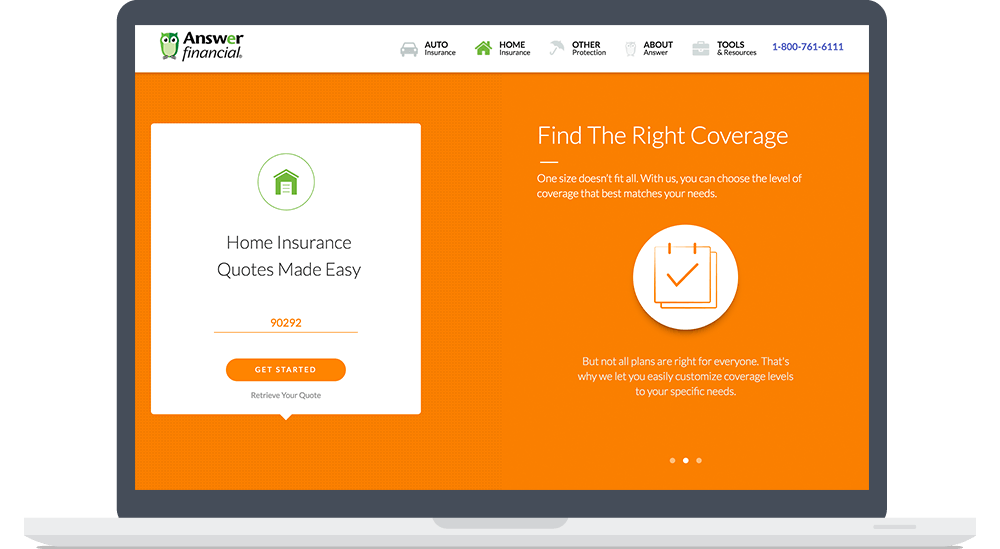 Answer
financial®
AUTO
Insurance
HOME
Insurance
OTHER
Protection
ABOUT
Answer
TOOLS
& Resources
1-800-761-6111
Home Insurance
Quotes Made Easy
90292
GET STARTED
Retrieve Your Quote
Find The Right Coverage
One size doesn't fit all. With us, you can choose the level of
coverage that best matches your needs.
But not all plans are right for everyone. That's
why we let you easily customize coverage levels
to your specific needs.